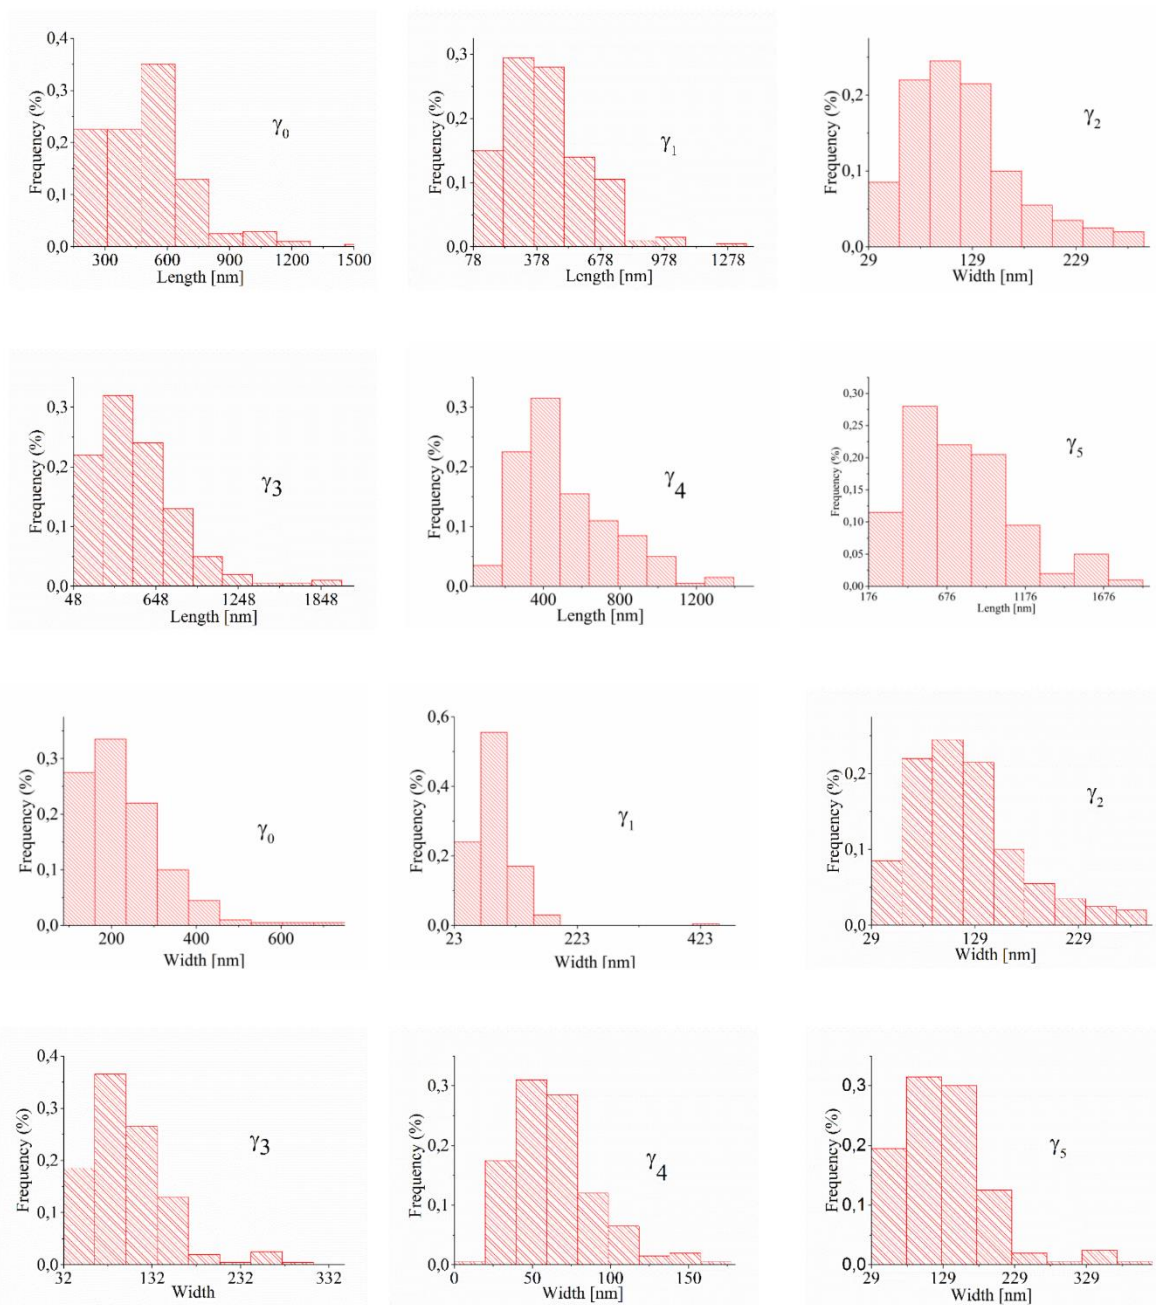 0,4
0,3
0,2
0,1
0,0
Frequency (%)
γ0
300 600 900 1200 1500
Length [nm]
0,3
0,2
0,1
0,0
Frequency (%)
γ1
78 378 678 978 1278
Length [nm]
0,2
0,1
0,0
Frequency (%)
γ2
29 129 229
Width [nm]
0,3
0,2
0,1
0,0
Frequency (%)
γ3
48 648 1248 1848
Length [nm]
0,3
0,2
0,1
0,0
Frequency (%)
γ4
400 800 1200
Length [nm]
0,30
0,25
0,20
0,15
0,10
0,05
0,00
Frequency (%)
γ5
176 676 1176 1676
Length [nm]
0,3
0,2
0,1
0,0
Frequency (%)
γ0
200 400 600
Width [nm]
0,6
0,4
0,2
0,0
Frequency (%)
γ1
23 223 423
Width [nm]
0,2
0,1
0,0
Frequency (%)
γ2
29 129 229
Width [nm]
0,4
0,3
0,2
0,1
0,0
Frequency (%)
γ3
32 132 232 332
Width
0,3
0,2
0,1
0,0
Frequency (%)
γ4
0 50 100 150
Width [nm]
0,3
0,2
0,1
0,0
Frequency (%)
γ5
29 129 229 329
Width [nm]